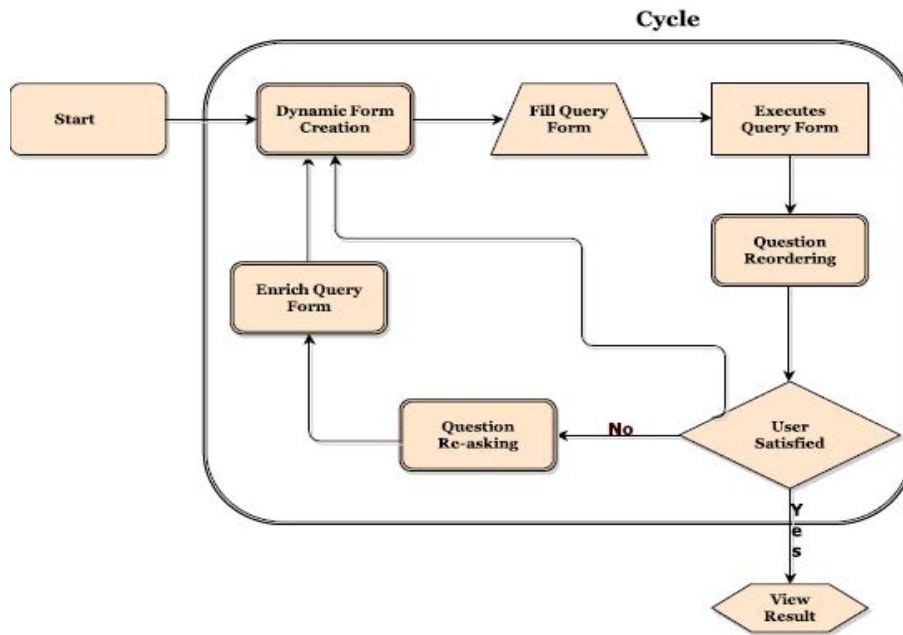 Cycle
Start
Dynamic Form
Creation
Fill Query
Form
Executes
Query Form
Question
Reordering
Enrich Query
Form
Question
Re-asking
No
User
Satisfied
Yes
View
Result